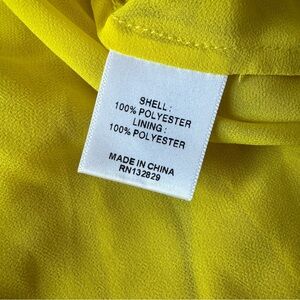 SHELL:
100% POLYESTER
LINING:
100% POLYESTER
MADE IN CHINA
RN132829